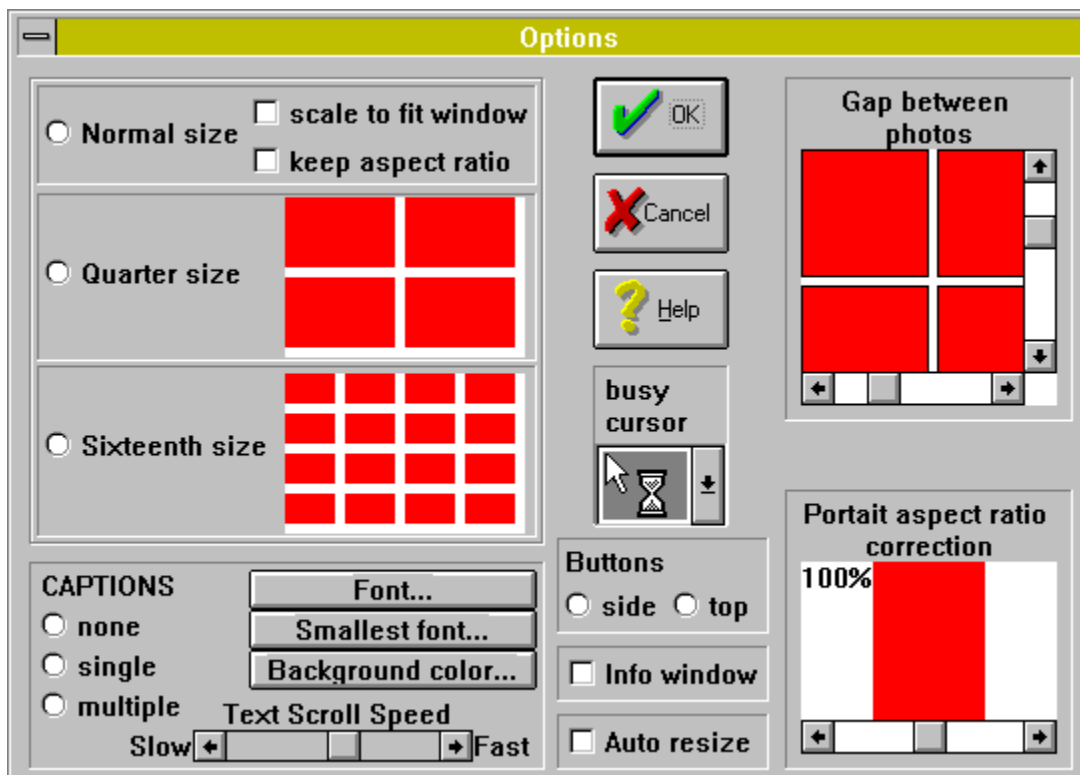 Options
Normal size
scale to fit window
keep aspect ratio
Quarter size
Sixteenth size
OK
Cancel
Help
busy
cursor
Gap between
photos
CAPTIONS
none
single
multiple
Font...
Smallest font...
Background color...
Text Scroll Speed
Slow
Fast
Buttons
side
top
Info window
Auto resize
Portait aspect ratio
correction
100%